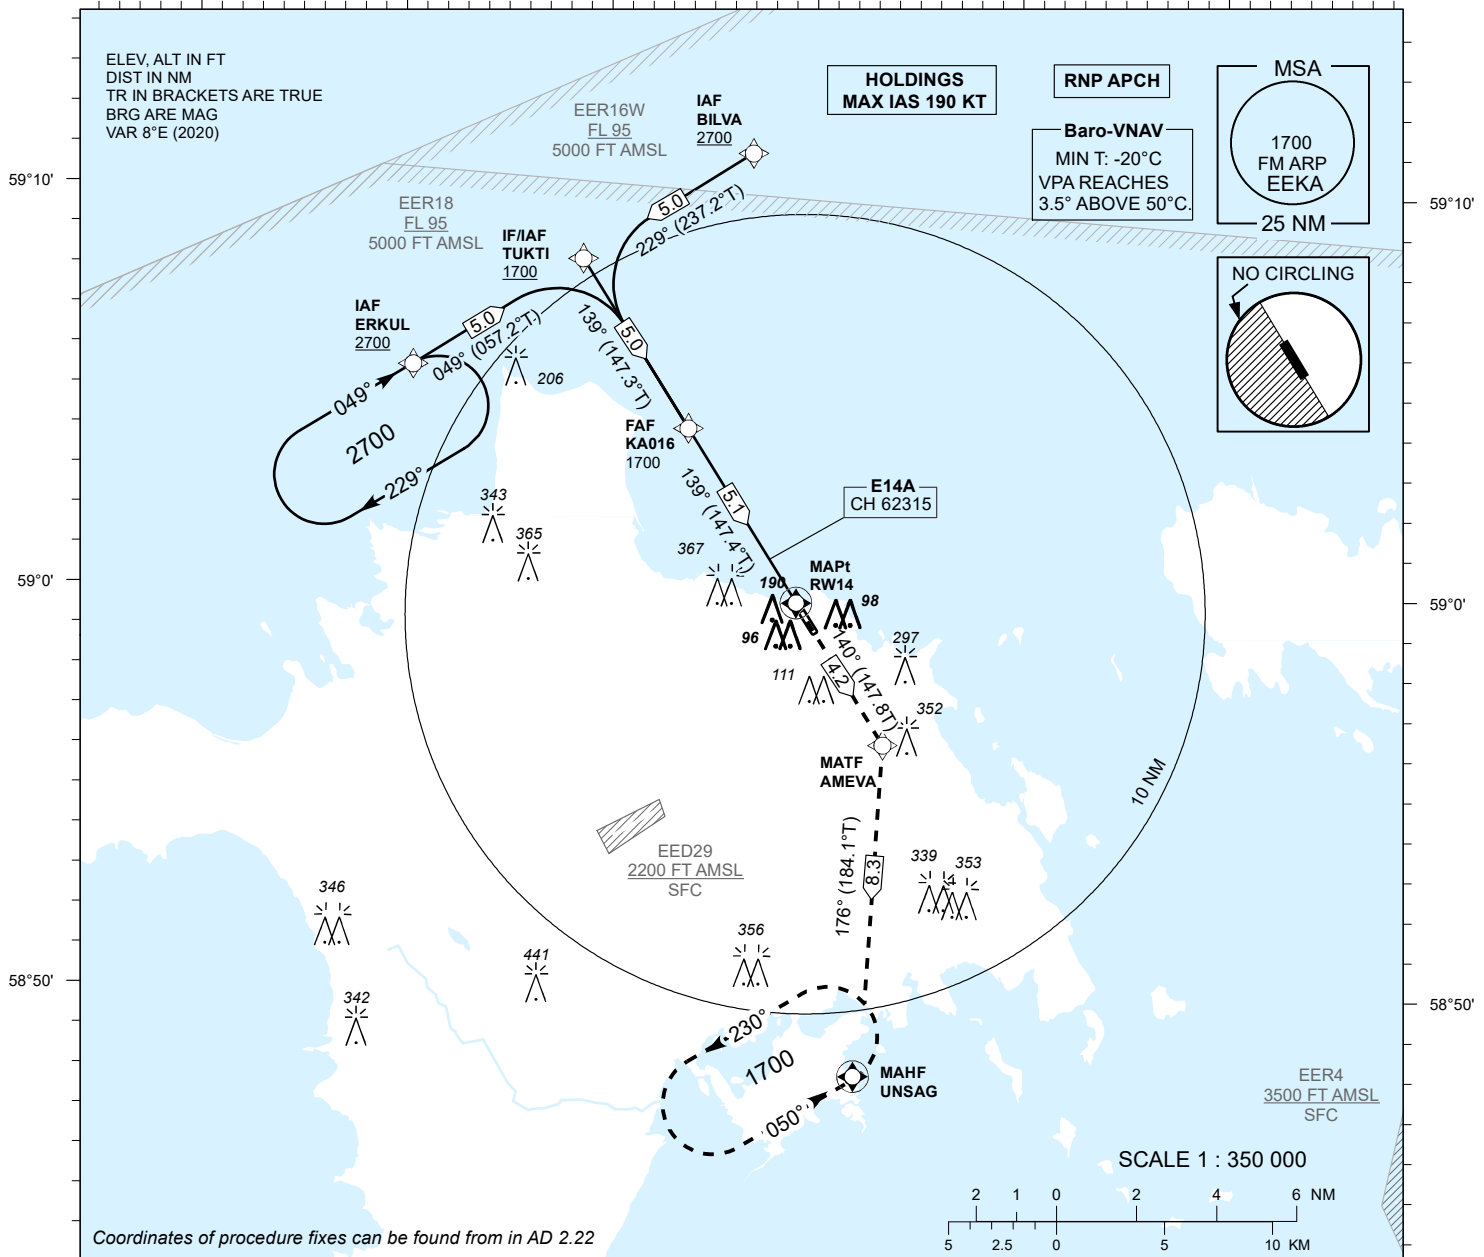 ELEV, ALT IN FT
DIST IN NM
TR IN BRACKETS ARE TRUE
BRG ARE MAG
VAR 8°E (2020)
EER16W
FL 95
5000 FT AMSL
IAF
BILVA
2700
HOLDINGS
MAX IAS 190 KT
RNP APCH
Baro-VNAV
MIN T: -20°C
VPA REACHES
3.5° ABOVE 50°C.
MSA
1700
FM ARP
EEKA
25 NM
NO CIRCLING
59°10'
59°10'
EER18
FL 95
5000 FT AMSL
IF/IAF
TUKTI
1700
5.0
229° (237.2°T)
IAF
ERKUL
2700
5.0
049° (057.2°T)
5.0
139° (147.3°T)
206
049°
2700
229°
FAF
KA016
1700
5.1
139° (147.4°T)
E14A
CH 62315
343
365
367
59°0'
59°0'
MAPt
RW14
190
98
96
111
297
352
140° (147.8T)
4.2
MATF
AMEVA
10 NM
EED29
2200 FT AMSL
SFC
176° (184.1°T)
8.3
339
353
346
342
441
356
58°50'
58°50'
230°
1700
050°
MAHF
UNSAG
EER4
3500 FT AMSL
SFC
SCALE 1 : 350 000
2 1 0 2 4 6 NM
5 2.5 0 5 10 KM
Coordinates of procedure fixes can be found from in AD 2.22